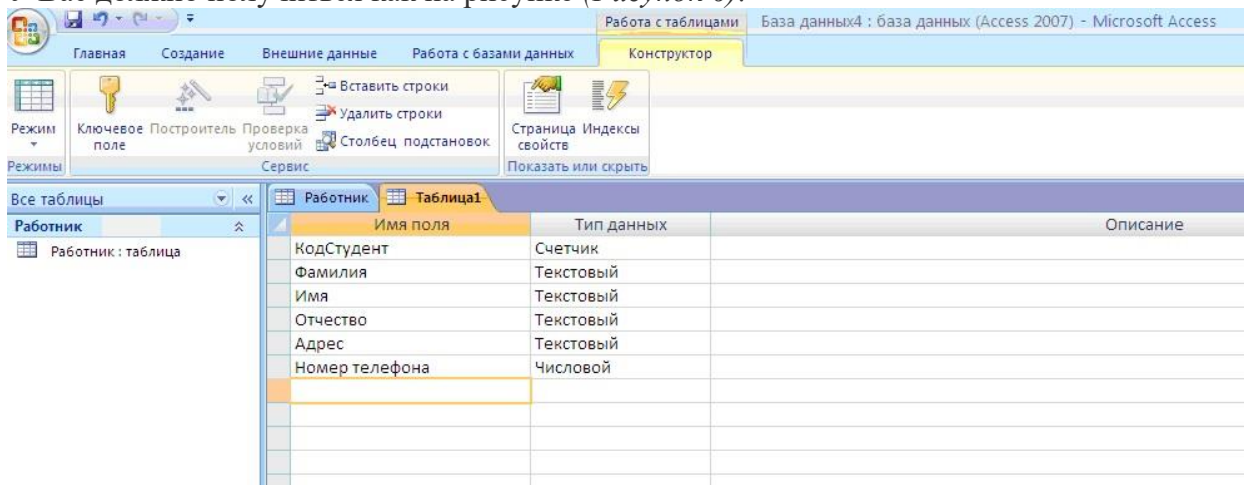 Работа с таблицами База данных4 : база данных (Access 2007) - Microsoft Access
Главная Создание Внешние данные Работа с базами данных Конструктор
Режим
Ключевое поле
Построитель
Проверка условий
Вставить строки
Удалить строки
Столбец подстановок
Страница свойств
Индексы
Режимы Сервис Показать или скрыть
Все таблицы
Работник
Работник : таблица
Работник Таблица1
Имя поля Тип данных Описание
КодСтудент Счетчик
Фамилия Текстовый
Имя Текстовый
Отчество Текстовый
Адрес Текстовый
Номер телефона Числовой